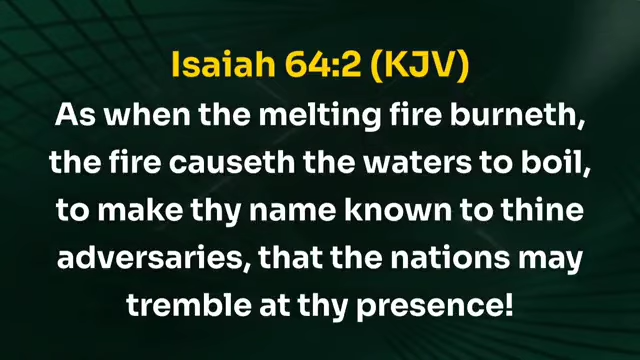 Isaiah 64:2 (KJV)
As when the melting fire burneth,
the fire causeth the waters to boil,
to make thy name known to thine
adversaries, that the nations may
tremble at thy presence!